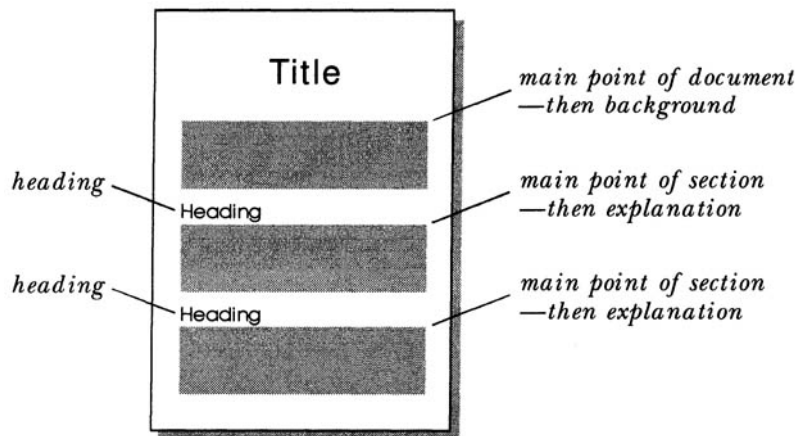 Title
main point of document
—then background
heading
Heading
main point of section
—then explanation
heading
Heading
main point of section
—then explanation